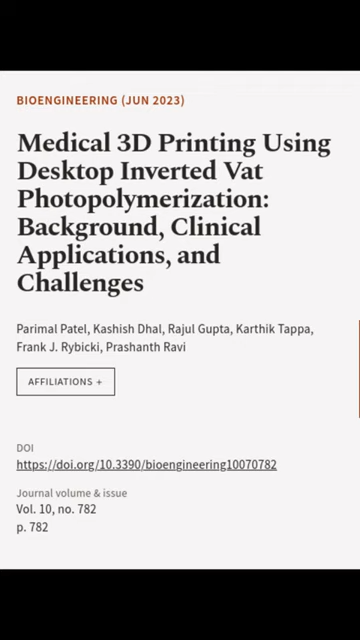 BIOENGINEERING (JUN 2023)
Medical 3D Printing Using
Desktop Inverted Vat
Photopolymerization:
Background, Clinical
Applications, and
Challenges
Parimal Patel, Kashish Dhal, Rajul Gupta, Karthik Tappa,
Frank J. Rybicki, Prashanth Ravi
AFFILIATIONS +
DOI
https://doi.org/10.3390/bioengineering10070782
Journal volume & issue
Vol. 10, no. 782
p. 782